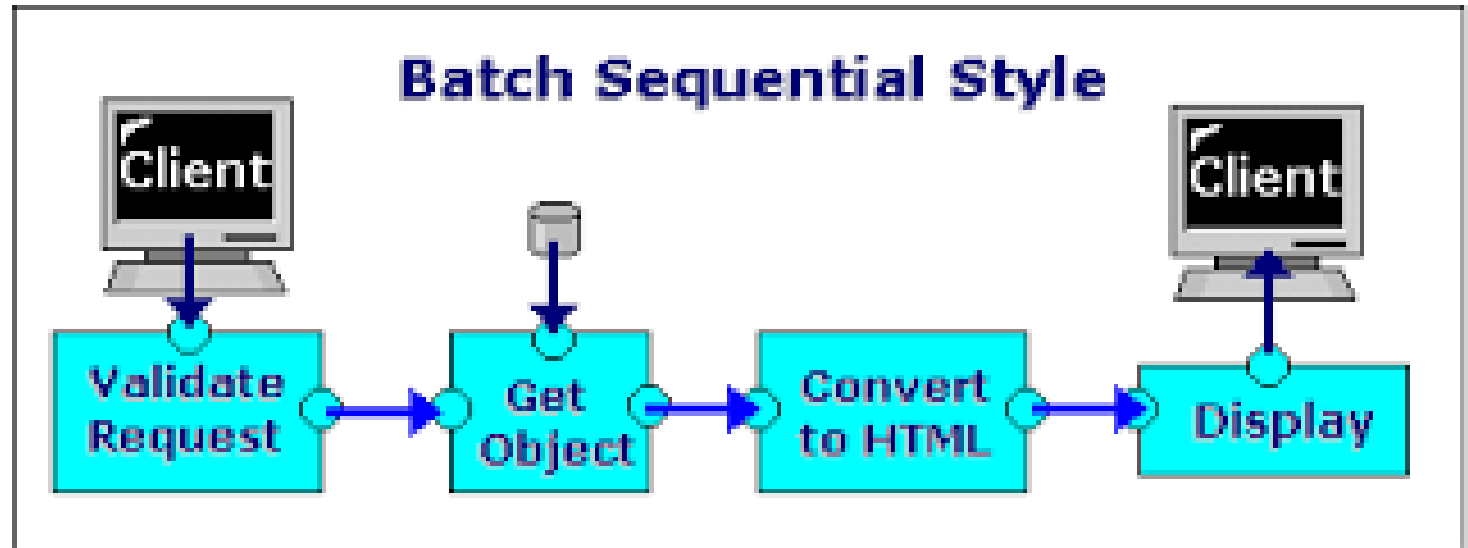 Batch Sequential Style
Client
Client
Validate
Request
Get
Object
Convert
to HTML
Display